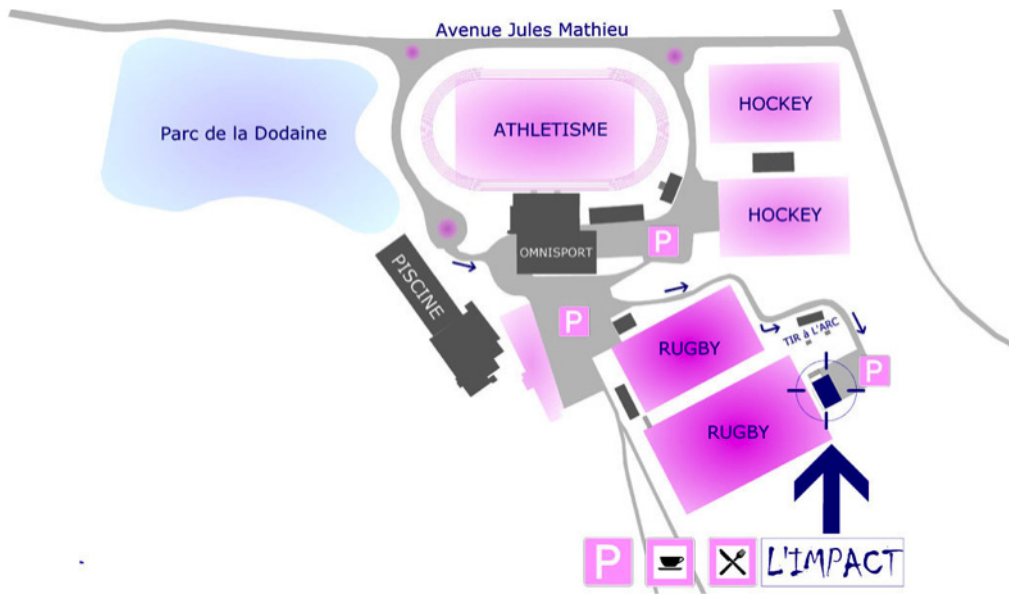 Avenue Jules Mathieu
HOCKEY
ATHLETISME
Parc de la Dodaine
HOCKEY
P
OMNISPORT
PISCINE
P
TIR à L'ARC
RUGBY
P
RUGBY
P
L'IMPACT